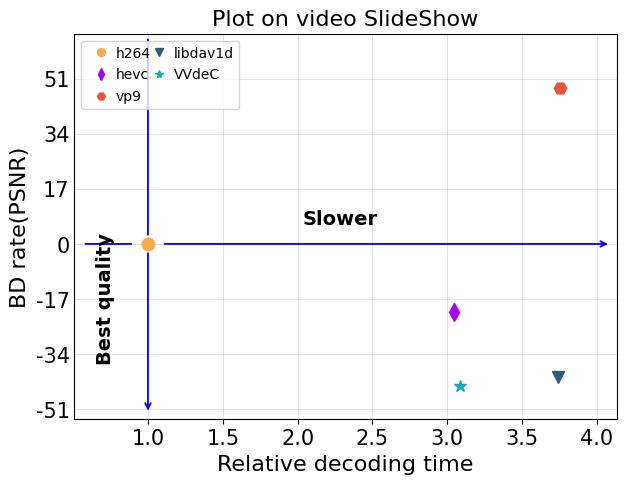 Plot on video SlideShow
h264
hevc
vp9
libdav1d
VVdeC
BD rate(PSNR)
51
34
17
0
-17
-34
-51
Slower
Best quality
1.0 1.5 2.0 2.5 3.0 3.5 4.0
Relative decoding time